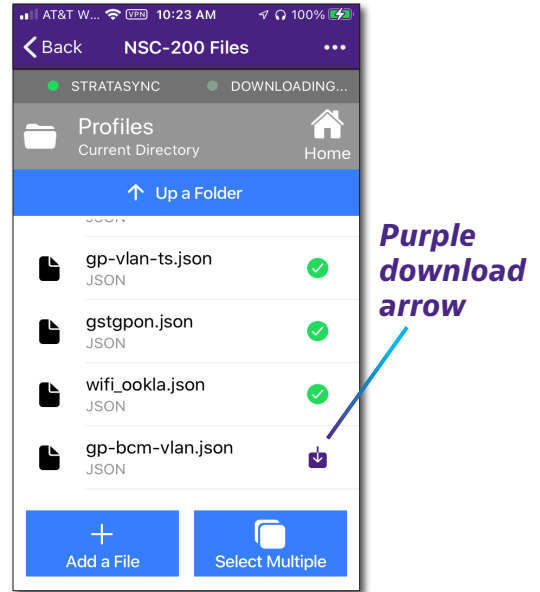 AT&T W... VPN 10:23 AM 100%
Back NSC-200 Files
STRATASYNC DOWNLOADING...
Profiles
Current Directory
Home
Up a Folder
JSON
gp-vlan-ts.json
JSON
gstgpon.json
JSON
wifi_ookla.json
JSON
gp-bcm-vlan.json
JSON
Add a File
Select Multiple
Purple
download
arrow